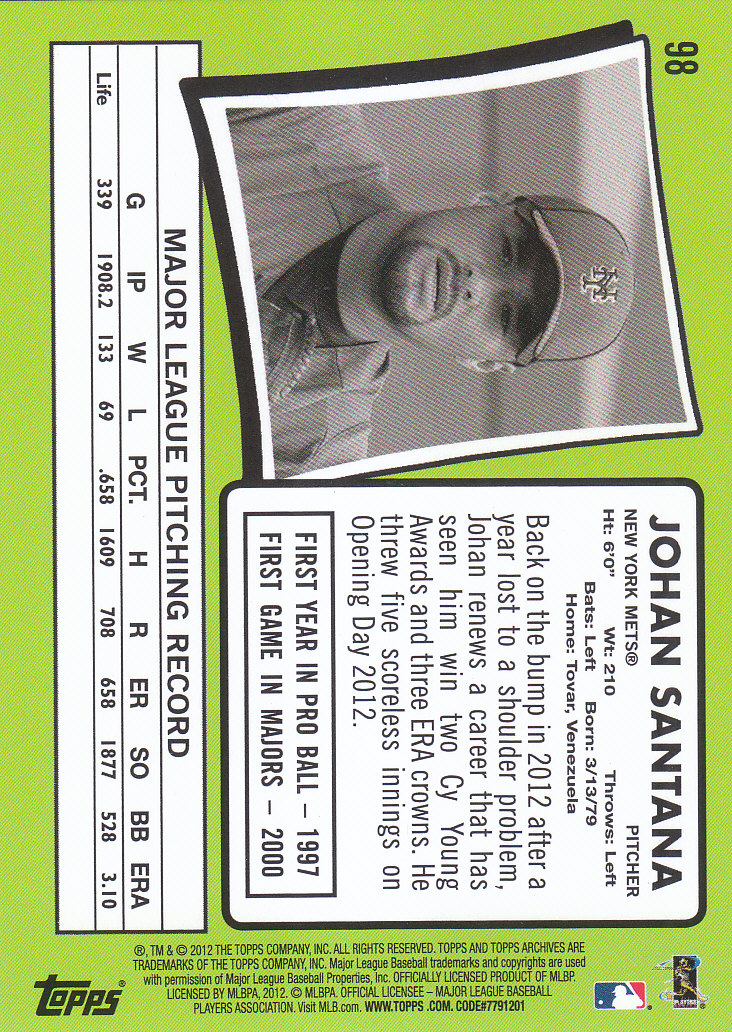 98
JOHAN SANTANA
NEW YORK METS® PITCHER
Ht: 6'0" Wt: 210 Throws: Left
Bats: Left Born: 3/13/79
Home: Tovar, Venezuela
Back on the bump in 2012 after a
year lost to a shoulder problem,
Johan renews a career that has
seen him win two Cy Young
Awards and three ERA crowns. He
threw five scoreless innings on
Opening Day 2012.
FIRST YEAR IN PRO BALL – 1997
FIRST GAME IN MAJORS – 2000
MAJOR LEAGUE PITCHING RECORD
G IP W L PCT. H R ER SO BB ERA
Life 339 1908.2 133 69 .658 1609 708 658 1877 528 3.10
®, TM & © 2012 THE TOPPS COMPANY, INC. ALL RIGHTS RESERVED. TOPPS AND TOPPS ARCHIVES ARE
TRADEMARKS OF THE TOPPS COMPANY, INC. Major League Baseball trademarks and copyrights are used
with permission of Major League Baseball Properties, Inc. OFFICIALLY LICENSED PRODUCT OF MLBP.
LICENSED BY MLBPA, 2012. © MLBPA. OFFICIAL LICENSEE – MAJOR LEAGUE BASEBALL
PLAYERS ASSOCIATION. Visit MLB.com. WWW.TOPPS.COM. CODE#7791201
topps®
NY